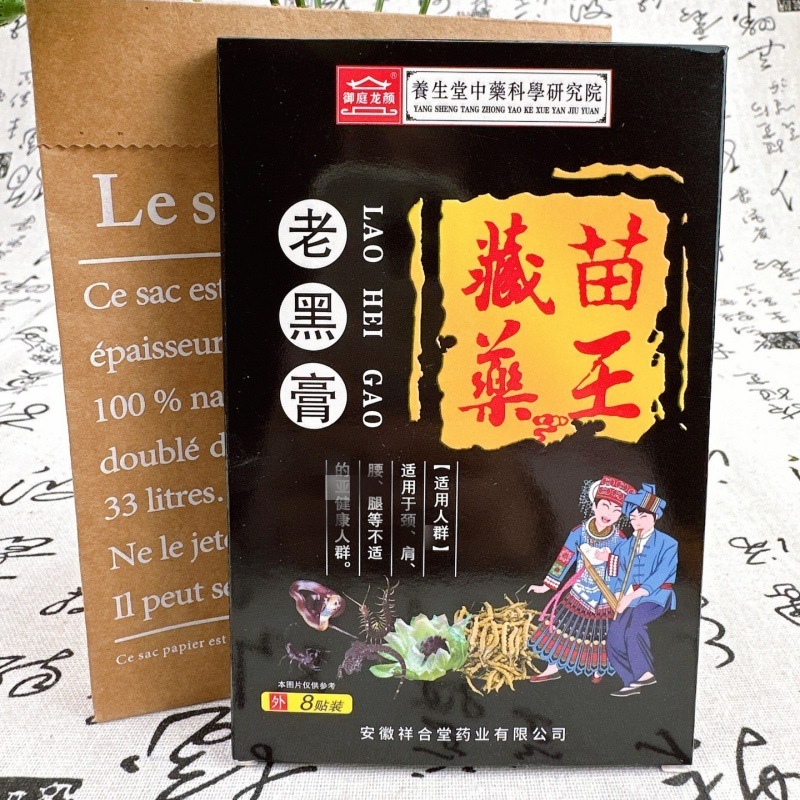 御庭龙颜®
養生堂中藥科學研究院
YANG SHENG TANG ZHONG YAO KE XUE YAN JIU YUAN
苗王
藏藥
老黑膏
LAO HEI GAO
【适用人群】
适用于颈、肩、
腰、腿等不适
的亚健康人群。
本图片仅供参考
外 8贴装
安徽祥合堂药业有限公司
Le s
Ce sac est
épaisseur
100 % na
doublé d
33 litres.
Ne le jet
Il peut se
Ce sac papier est